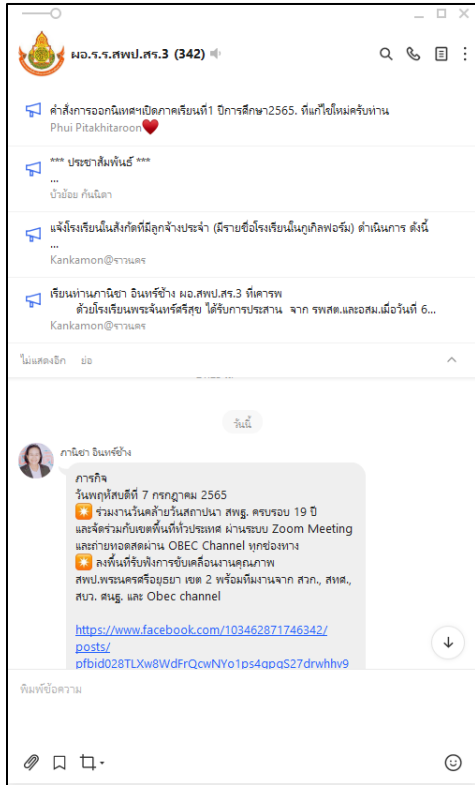 ผอ.ร.ร.สพป.สร.3 (342)
คำสั่งการออกนิเทศฯเปิดภาคเรียนที่1 ปีการศึกษา2565. ที่แก้ไขใหม่ครับท่าน
Phui Pitakhitaroon❤
*** ประชาสัมพันธ์ ***
...
บัวย้อย กันนิดา
แจ้งโรงเรียนในสังกัดที่มีลูกจ้างประจำ (มีรายชื่อโรงเรียนในกูเกิลฟอร์ม) ดำเนินการ ดังนี้
...
Kankamon@ราวนคร
เรียนท่านภานิชา อินทร์ช้าง ผอ.สพป.สร.3 ที่เคารพ
ด้วยโรงเรียนพระจันทร์ศรีสุข ได้รับการประสาน จาก รพสต.และอสม.เมื่อวันที่ 6...
Kankamon@ราวนคร
ไม่แสดงอีก ย่อ
วันนี้
ภานิชา อินทร์ช้าง
ภารกิจ
วันพฤหัสบดีที่ 7 กรกฎาคม 2565
💥 ร่วมงานวันคล้ายวันสถาปนา สพฐ. ครบรอบ 19 ปี
และจัดร่วมกับเขตพื้นที่ทั่วประเทศ ผ่านระบบ Zoom Meeting
และถ่ายทอดสดผ่าน OBEC Channel ทุกช่องทาง
💥 ลงพื้นที่รับฟังการขับเคลื่อนงานคุณภาพ
สพป.พระนครศรีอยุธยา เขต 2 พร้อมทีมงานจาก สวก., สทศ.,
สบว. ศนฐ. และ Obec channel
https://www.facebook.com/103462871746342/
posts/
pfbid028TLXw8WdFrQcwNYo1ps4qpqS27drwhhv9
พิมพ์ข้อความ